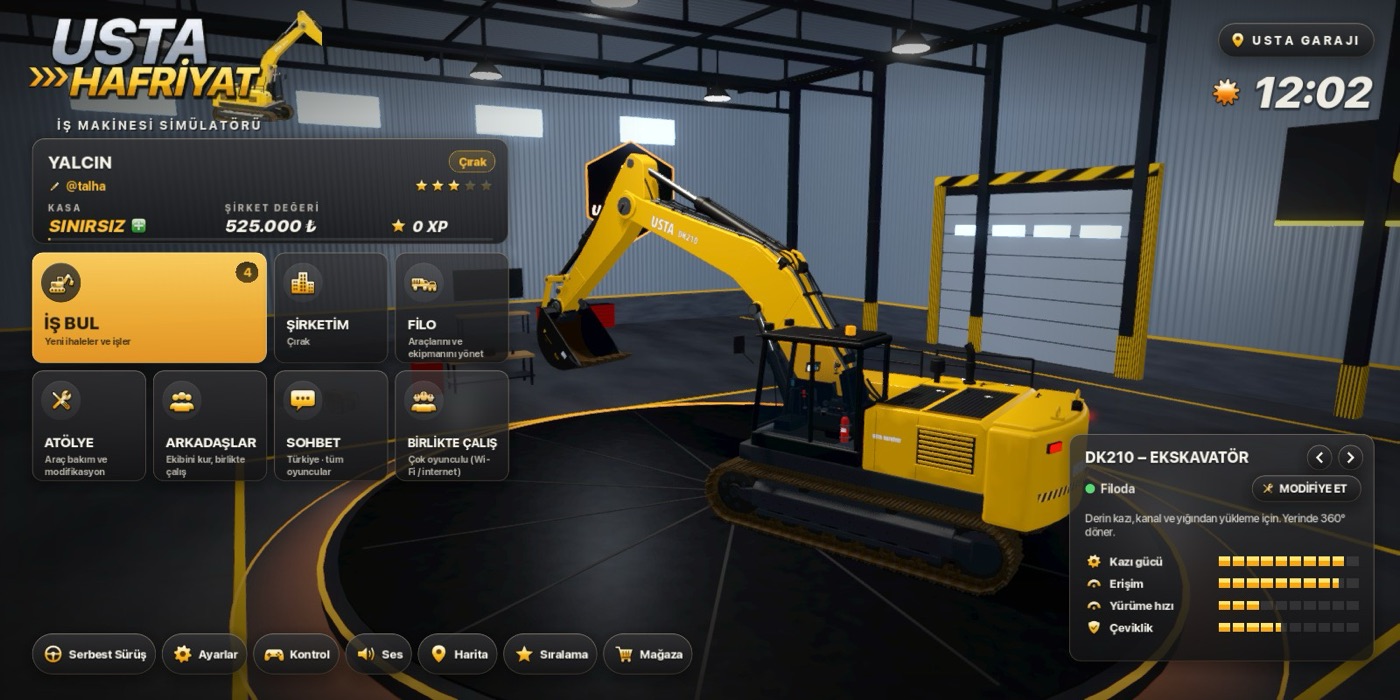 USTA
HAFRİYAT
İŞ MAKİNESİ SİMÜLATÖRÜ
USTA GARAJI
12:02
YALCIN
Çırak
@talha
KASA
ŞİRKET DEĞERİ
SINIRSIZ
525.000 ₺
0 XP
4
İŞ BUL
Yeni ihaleler ve işler
ŞİRKETİM
Çırak
FİLO
Araçlarını ve
ekipmanını yönet
ATÖLYE
Araç bakım ve
modifikasyon
ARKADAŞLAR
Ekibini kur, birlikte
çalış
SOHBET
Türkiye · tüm
oyuncular
BİRLİKTE ÇALIŞ
Çok oyunculu (Wi-
Fi / internet)
USTA DK210
DK210 – EKSKAVATÖR
Filoda
MODİFİYE ET
Derin kazı, kanal ve yığından yükleme için. Yerinde 360°
döner.
Kazı gücü
Erişim
Yürüme hızı
Çeviklik
Serbest Sürüş
Ayarlar
Kontrol
Ses
Harita
Sıralama
Mağaza